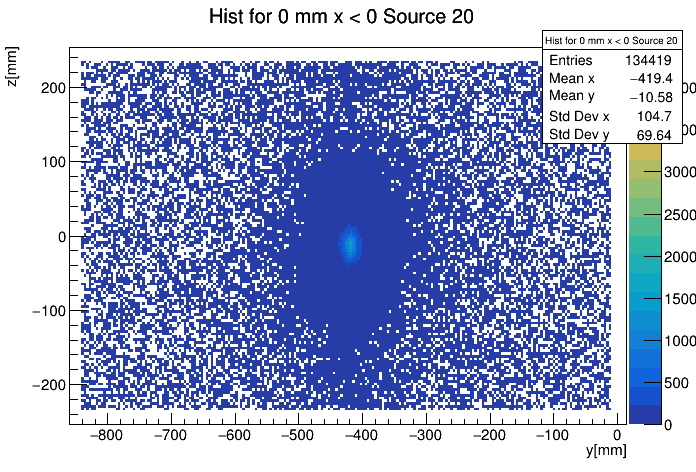 Hist for 0 mm x < 0 Source 20
Hist for 0 mm x < 0 Source 20
Entries 134419
Mean x −419.4
Mean y −10.58
Std Dev x 104.7
Std Dev y 69.64
z[mm]
200
100
0
−100
−200
−800 −700 −600 −500 −400 −300 −200 −100 0
y[mm]
3000
2500
2000
1500
1000
500
0